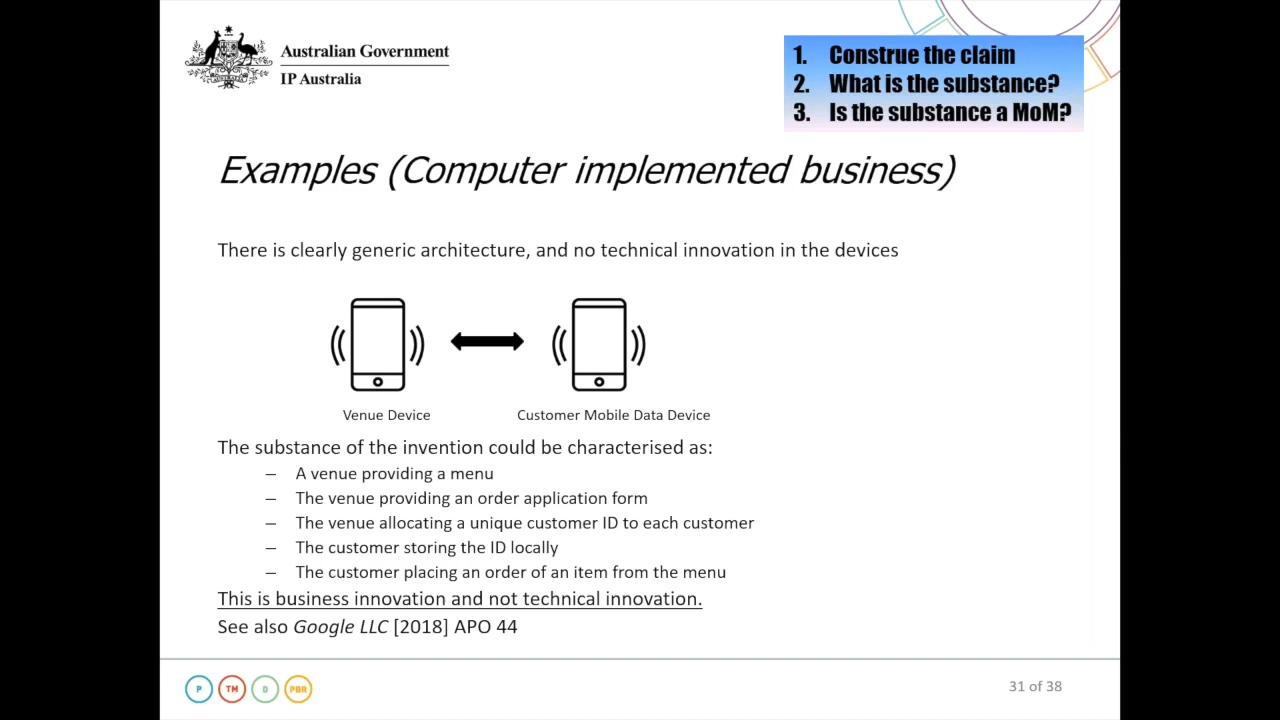 Australian Government
IP Australia
1. Construe the claim
2. What is the substance?
3. Is the substance a MoM?
Examples (Computer implemented business)
There is clearly generic architecture, and no technical innovation in the devices
Venue Device
Customer Mobile Data Device
The substance of the invention could be characterised as:
– A venue providing a menu
– The venue providing an order application form
– The venue allocating a unique customer ID to each customer
– The customer storing the ID locally
– The customer placing an order of an item from the menu
This is business innovation and not technical innovation.
See also Google LLC [2018] APO 44
P TM D PBR
31 of 38